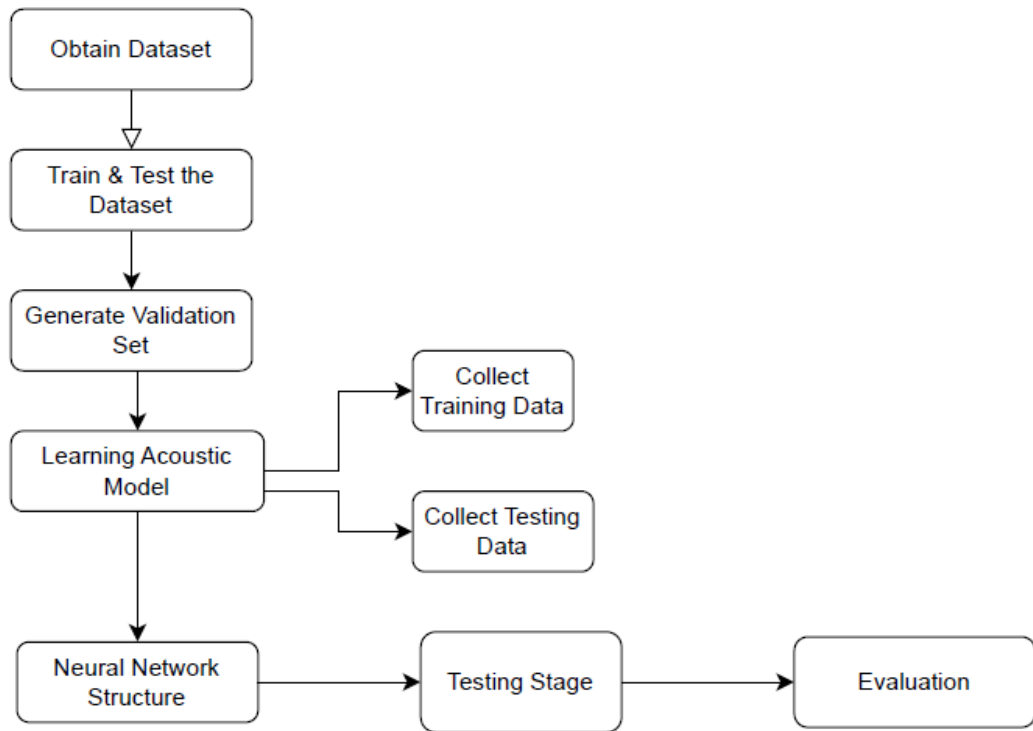 Obtain Dataset
Train & Test the
Dataset
Generate Validation
Set
Collect
Training Data
Learning Acoustic
Model
Collect Testing
Data
Neural Network
Structure
Testing Stage
Evaluation